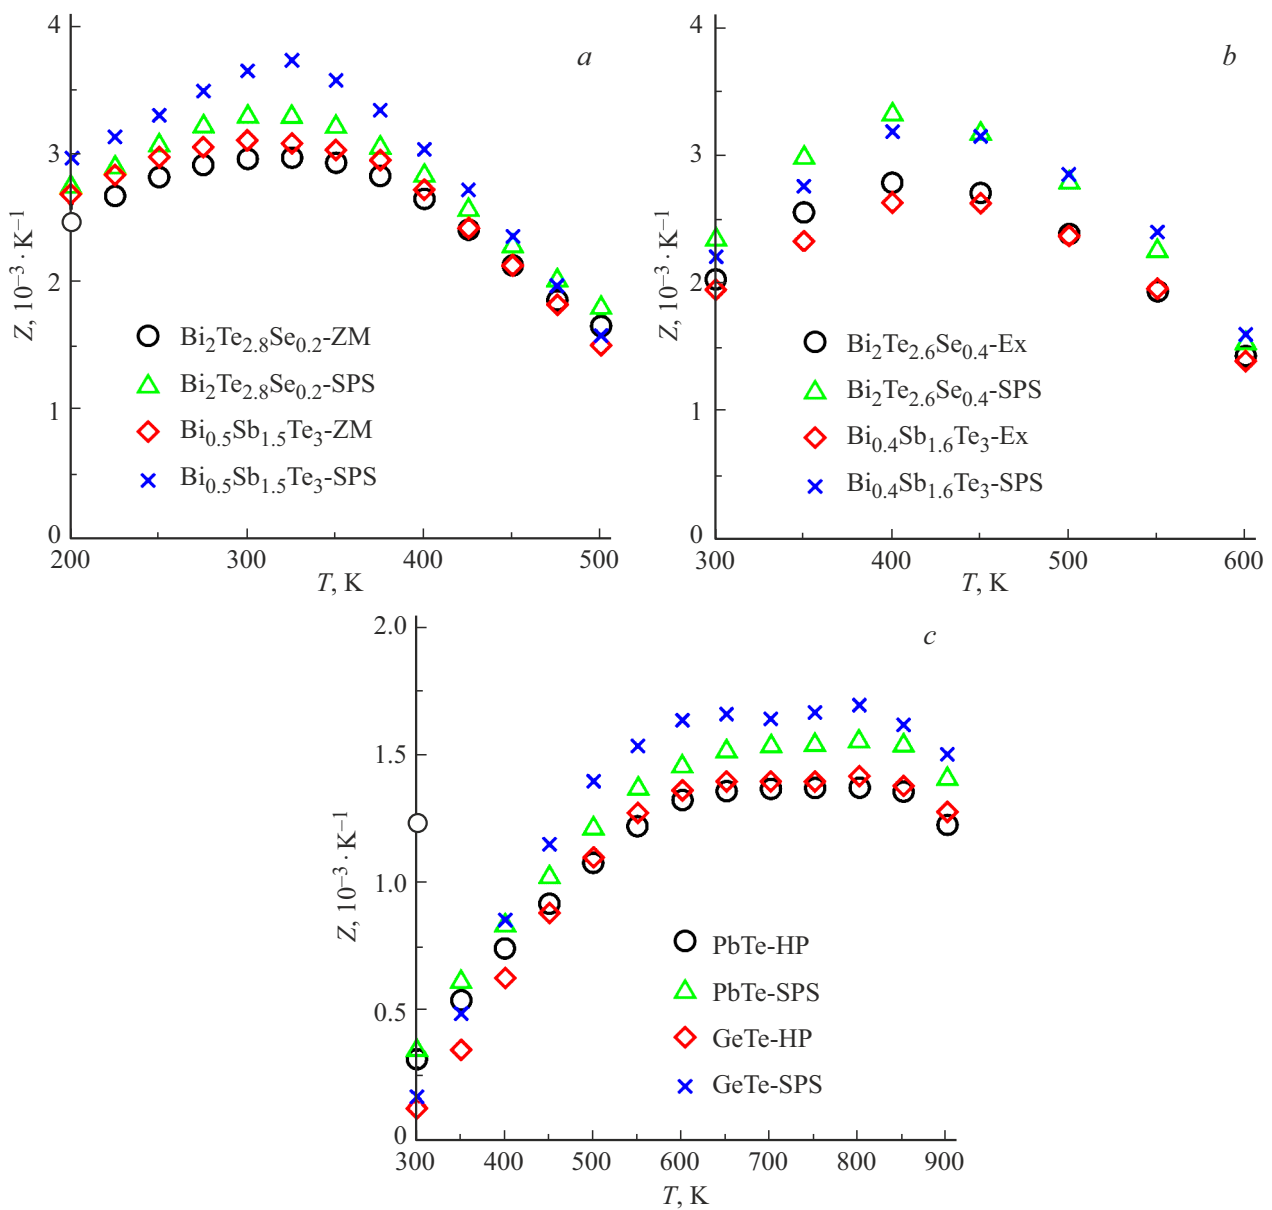 a
4
3
2
1
0
Z, 10⁻³ · K⁻¹
Bi₂Te₂.₈Se₀.₂-ZM
Bi₂Te₂.₈Se₀.₂-SPS
Bi₀.₅Sb₁.₅Te₃-ZM
Bi₀.₅Sb₁.₅Te₃-SPS
200 300 400 500
T, K
b
4
3
2
1
0
Z, 10⁻³ · K⁻¹
Bi₂Te₂.₆Se₀.₄-Ex
Bi₂Te₂.₆Se₀.₄-SPS
Bi₀.₄Sb₁.₆Te₃-Ex
Bi₀.₄Sb₁.₆Te₃-SPS
300 400 500 600
T, K
c
2.0
1.5
1.0
0.5
0
Z, 10⁻³ · K⁻¹
PbTe-HP
PbTe-SPS
GeTe-HP
GeTe-SPS
300 400 500 600 700 800 900
T, K